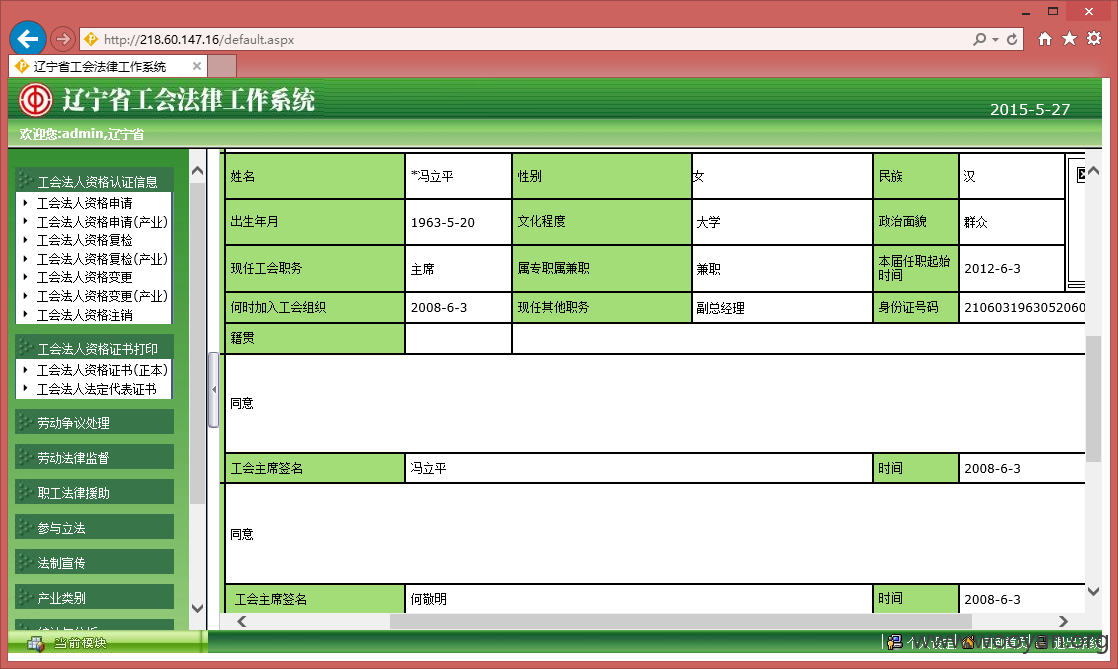 http://218.60.147.16/default.aspx
辽宁省工会法律工作系统
辽宁省工会法律工作系统
2015-5-27
欢迎您:admin,辽宁省
工会法人资格认证信息
工会法人资格申请
工会法人资格申请(产业)
工会法人资格复检
工会法人资格复检(产业)
工会法人资格变更
工会法人资格变更(产业)
工会法人资格注销
工会法人资格证书打印
工会法人资格证书(正本)
工会法人法定代表证书
劳动争议处理
劳动法律监督
职工法律援助
参与立法
法制宣传
产业类别
当前模块
姓名 *冯立平 性别 女 民族 汉
出生年月 1963-5-20 文化程度 大学 政治面貌 群众
现任工会职务 主席 属专职属兼职 兼职 本届任职起始时间 2012-6-3
何时加入工会组织 2008-6-3 现任其他职务 副总经理 身份证号码 2106031963052060
籍贯
同意
工会主席签名 冯立平 时间 2008-6-3
同意
工会主席签名 何敬明 时间 2008-6-3